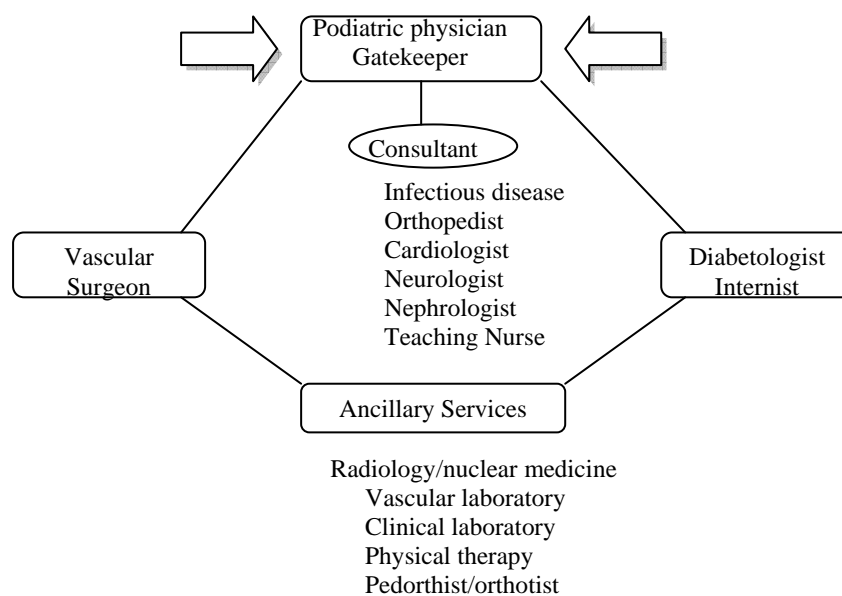 Podiatric physician
Gatekeeper
Consultant
Infectious disease
Orthopedist
Cardiologist
Neurologist
Nephrologist
Teaching Nurse
Vascular
Surgeon
Diabetologist
Internist
Ancillary Services
Radiology/nuclear medicine
Vascular laboratory
Clinical laboratory
Physical therapy
Pedorthist/orthotist